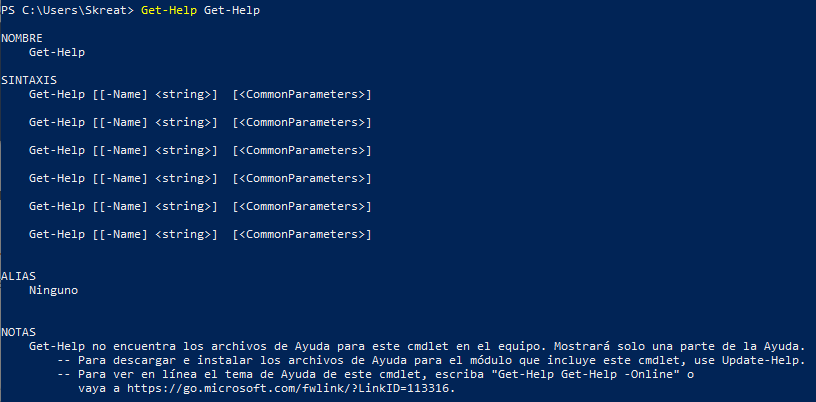 PS C:\Users\Skreat> Get-Help Get-Help
NOMBRE
Get-Help
SINTAXIS
Get-Help [[-Name] <string>]  [<CommonParameters>]
Get-Help [[-Name] <string>]  [<CommonParameters>]
Get-Help [[-Name] <string>]  [<CommonParameters>]
Get-Help [[-Name] <string>]  [<CommonParameters>]
Get-Help [[-Name] <string>]  [<CommonParameters>]
Get-Help [[-Name] <string>]  [<CommonParameters>]
ALIAS
Ninguno
NOTAS
Get-Help no encuentra los archivos de Ayuda para este cmdlet en el equipo. Mostrará solo una parte de la Ayuda.
-- Para descargar e instalar los archivos de Ayuda para el módulo que incluye este cmdlet, use Update-Help.
-- Para ver en línea el tema de Ayuda de este cmdlet, escriba "Get-Help Get-Help -Online" o
vaya a https://go.microsoft.com/fwlink/?LinkID=113316.